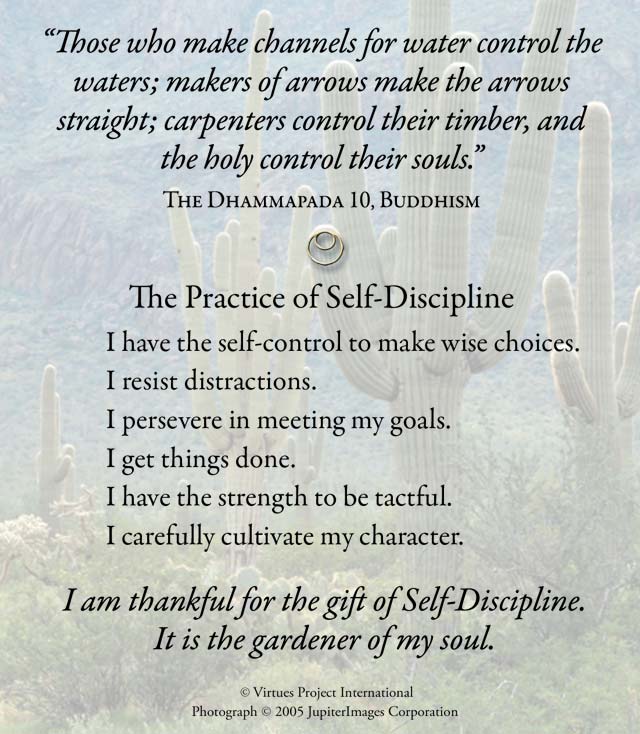 “Those who make channels for water control the
waters; makers of arrows make the arrows
straight; carpenters control their timber, and
the holy control their souls.”
The Dhammapada 10, Buddhism
The Practice of Self-Discipline
I have the self-control to make wise choices.
I resist distractions.
I persevere in meeting my goals.
I get things done.
I have the strength to be tactful.
I carefully cultivate my character.
I am thankful for the gift of Self-Discipline.
It is the gardener of my soul.
© Virtues Project International
Photograph © 2005 JupiterImages Corporation